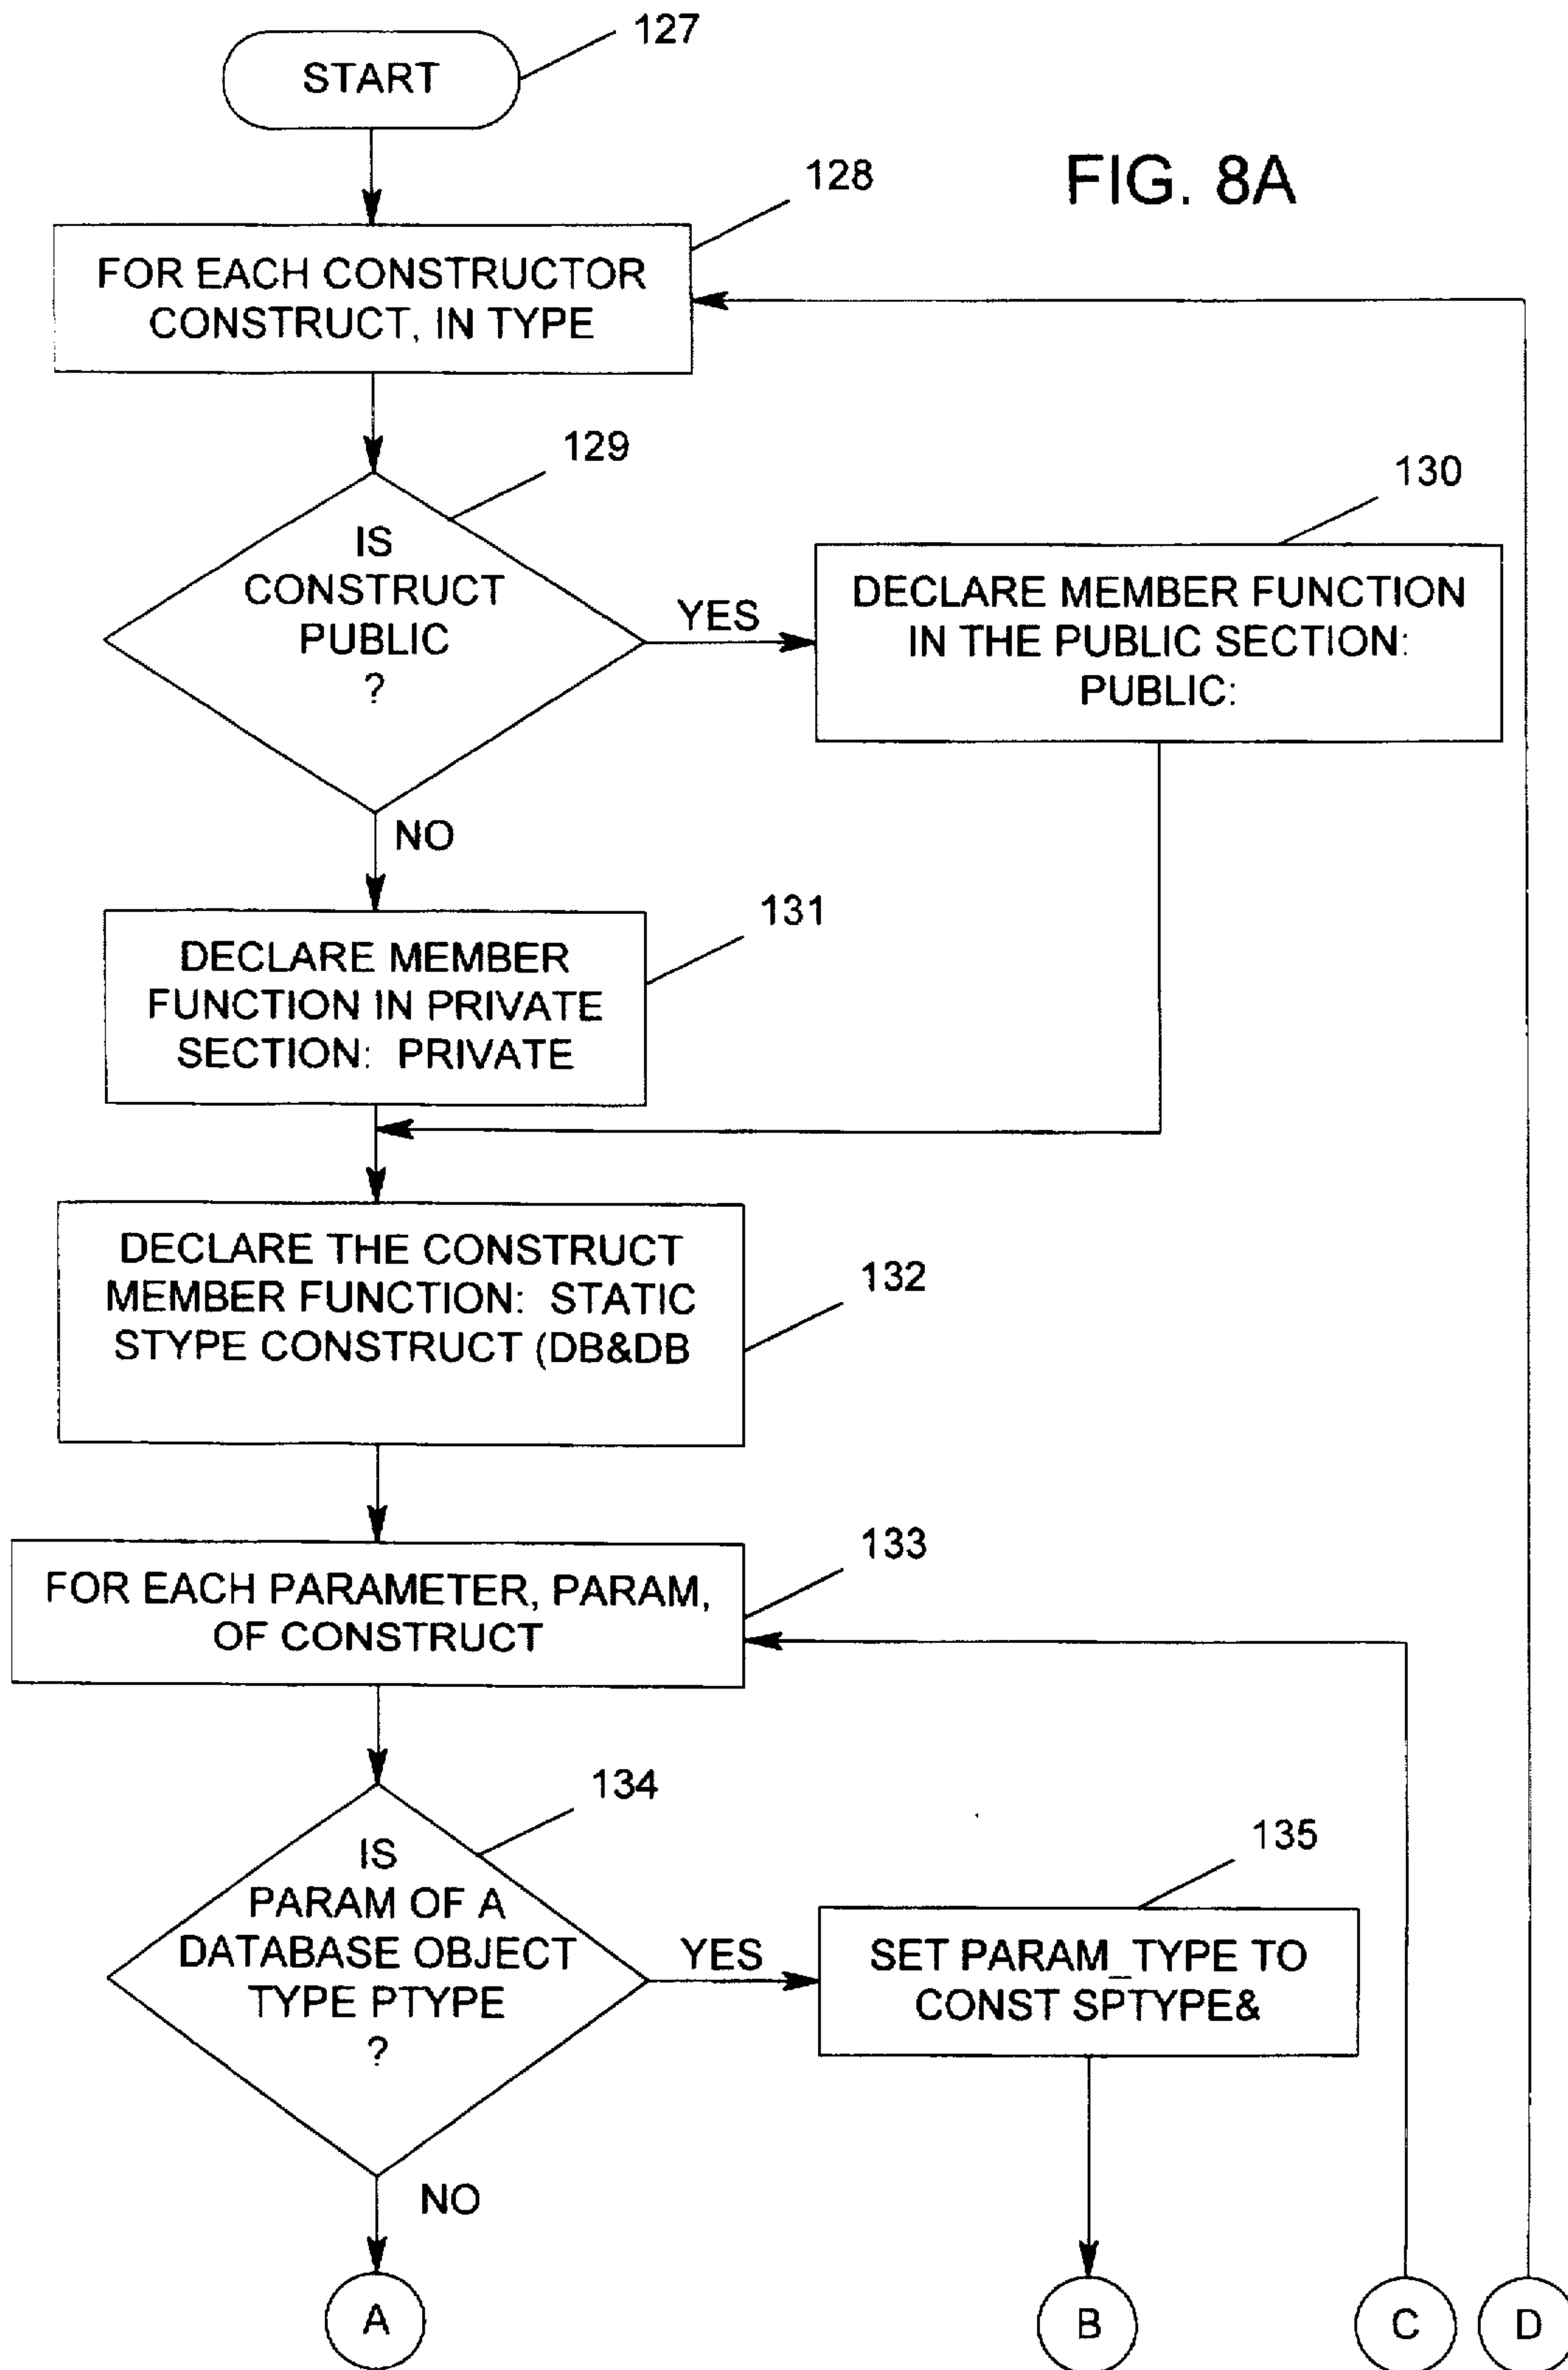 127
START
FIG. 8A
128
FOR EACH CONSTRUCTOR
CONSTRUCT, IN TYPE
129
IS
CONSTRUCT
PUBLIC
?
YES
130
DECLARE MEMBER FUNCTION
IN THE PUBLIC SECTION:
PUBLIC:
NO
131
DECLARE MEMBER
FUNCTION IN PRIVATE
SECTION: PRIVATE
132
DECLARE THE CONSTRUCT
MEMBER FUNCTION: STATIC
STYPE CONSTRUCT (DB&DB
133
FOR EACH PARAMETER, PARAM,
OF CONSTRUCT
134
IS
PARAM OF A
DATABASE OBJECT
TYPE PTYPE
?
YES
135
SET PARAM_TYPE TO
CONST SPTYPE&
NO
A
B
C
D